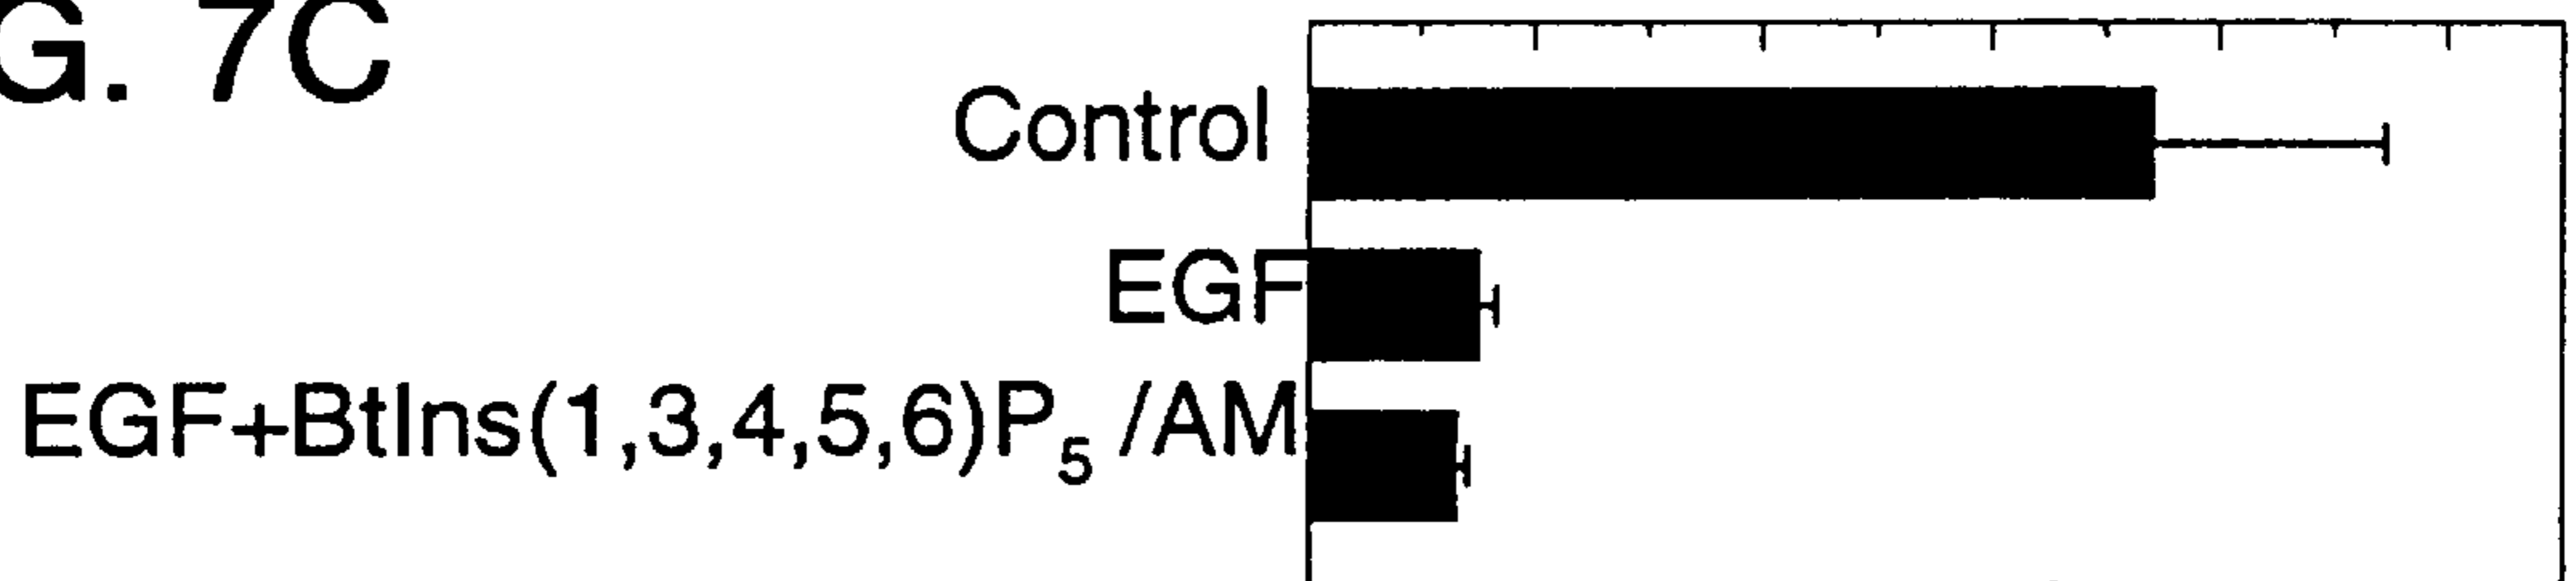 G. 7C
Control
EGF
EGF+BtIns(1,3,4,5,6)P5 /AM